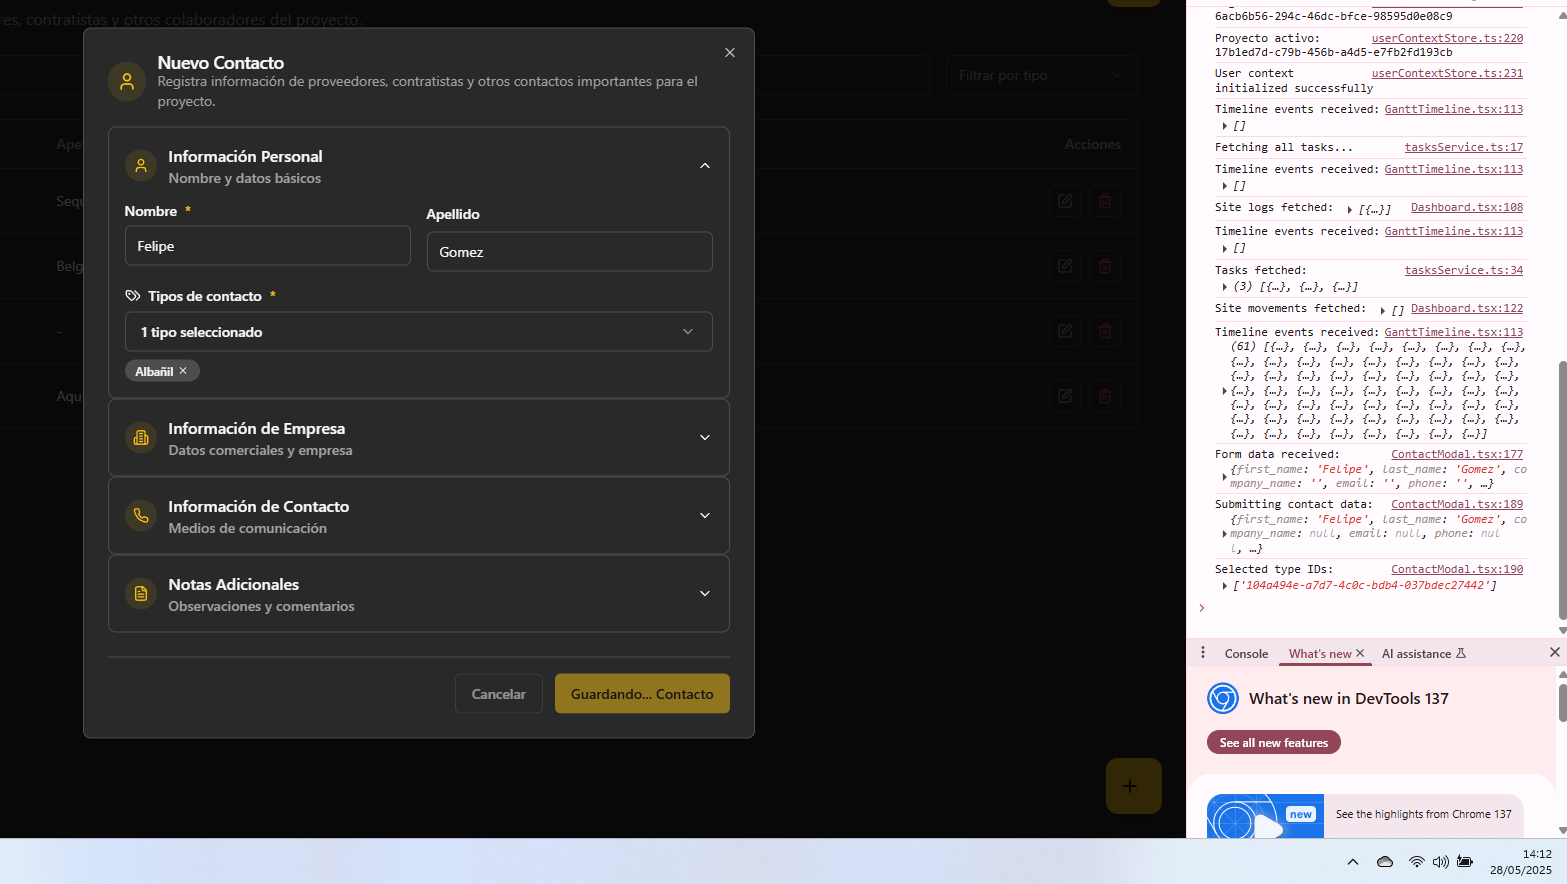 res, contratistas y otros colaboradores del proyecto.
Filtrar por tipo
Ape
Acciones
Sequ
Belg
-
Aqu
Nuevo Contacto
Registra información de proveedores, contratistas y otros contactos importantes para el
proyecto.
Información Personal
Nombre y datos básicos
Nombre *
Apellido
Felipe
Gomez
Tipos de contacto *
1 tipo seleccionado
Albañil ×
Información de Empresa
Datos comerciales y empresa
Información de Contacto
Medios de comunicación
Notas Adicionales
Observaciones y comentarios
Cancelar
Guardando... Contacto
+
6acb6b56-294c-46dc-bfce-98595d0e08c9
Proyecto activo: userContextStore.ts:220
17b1ed7d-c79b-456b-a4d5-e7fb2fd193cb
User context userContextStore.ts:231
initialized successfully
Timeline events received: GanttTimeline.tsx:113
[]
Fetching all tasks... tasksService.ts:17
Timeline events received: GanttTimeline.tsx:113
[]
Site logs fetched: [{…}] Dashboard.tsx:108
Timeline events received: GanttTimeline.tsx:113
[]
Tasks fetched: tasksService.ts:34
(3) [{…}, {…}, {…}]
Site movements fetched: [] Dashboard.tsx:122
Timeline events received: GanttTimeline.tsx:113
(61) [{…}, {…}, {…}, {…}, {…}, {…}, {…}, {…},
{…}, {…}, {…}, {…}, {…}, {…}, {…}, {…}, {…},
{…}, {…}, {…}, {…}, {…}, {…}, {…}, {…}, {…},
{…}, {…}, {…}, {…}, {…}, {…}, {…}, {…}, {…},
{…}, {…}, {…}, {…}, {…}, {…}, {…}, {…}, {…},
{…}, {…}, {…}, {…}, {…}, {…}, {…}, {…}, {…},
{…}, {…}, {…}, {…}, {…}, {…}, {…}, {…}]
Form data received: ContactModal.tsx:177
{first_name: 'Felipe', last_name: 'Gomez', co
mpany_name: '', email: '', phone: '', …}
Submitting contact data: ContactModal.tsx:189
{first_name: 'Felipe', last_name: 'Gomez', co
mpany_name: null, email: null, phone: nul
l, …}
Selected type IDs: ContactModal.tsx:190
['104a494e-a7d7-4c0c-bdb4-037bdec27442']
Console What's new × AI assistance
What's new in DevTools 137
See all new features
new
See the highlights from Chrome 137
14:12
28/05/2025